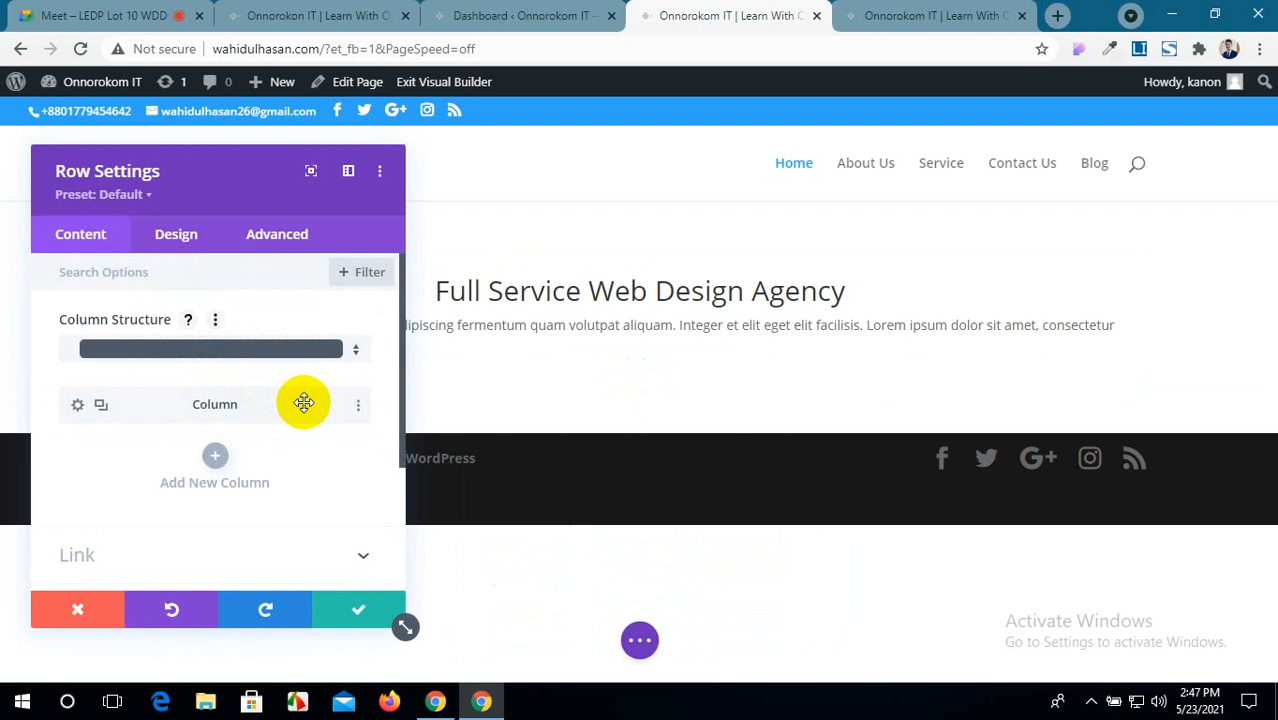 Meet – LEDP Lot 10 WDD
Onnorokon IT | Learn With O
Dashboard ‹ Onnorokom IT —
Onnorokom IT | Learn With O
Onnorokom IT | Learn With O
Not secure | wahidulhasan.com/?et_fb=1&PageSpeed=off
Onnorokom IT 1 0 New Edit Page Exit Visual Builder Howdy, kanon
+8801779454642 wahidulhasan26@gmail.com
Home About Us Service Contact Us Blog
Row Settings
Preset: Default
Content Design Advanced
Search Options + Filter
Full Service Web Design Agency
Column Structure ?
dipiscing fermentum quam volutpat aliquam. Integer et elit eget elit facilisis. Lorem ipsum dolor sit amet, consectetur
Column
WordPress
Add New Column
Link
Activate Windows
Go to Settings to activate Windows.
2:47 PM
5/23/2021